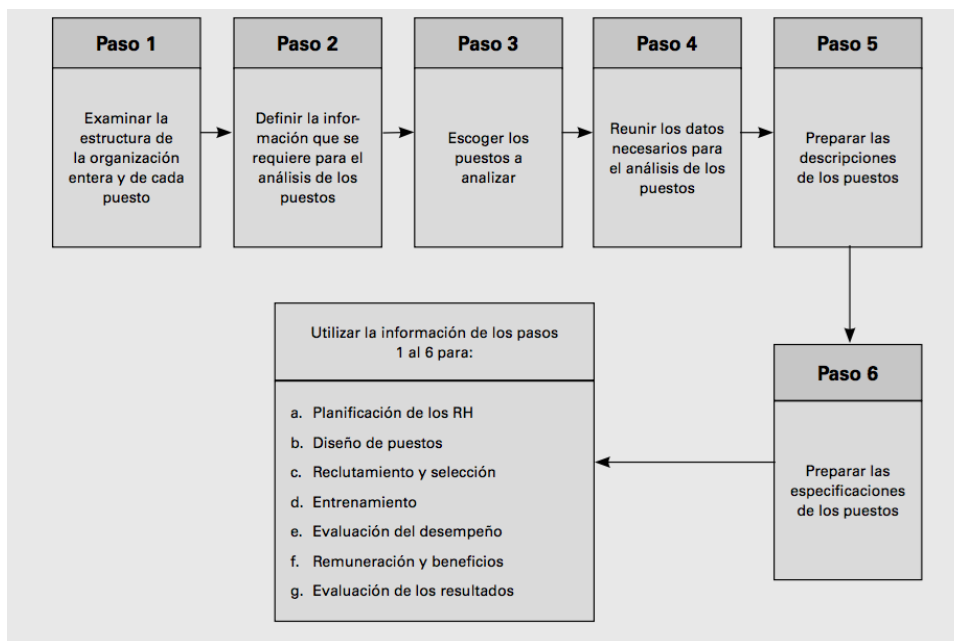 Paso 1
Examinar la
estructura de
la organización
entera y de cada
puesto
Paso 2
Definir la infor-
mación que se
requiere para el
análisis de los
puestos
Paso 3
Escoger los
puestos a
analizar
Paso 4
Reunir los datos
necesarios para
el análisis de los
puestos
Paso 5
Preparar las
descripciones
de los puestos
Paso 6
Preparar las
especificaciones
de los puestos
Utilizar la información de los pasos
1 al 6 para:
a. Planificación de los RH
b. Diseño de puestos
c. Reclutamiento y selección
d. Entrenamiento
e. Evaluación del desempeño
f. Remuneración y beneficios
g. Evaluación de los resultados